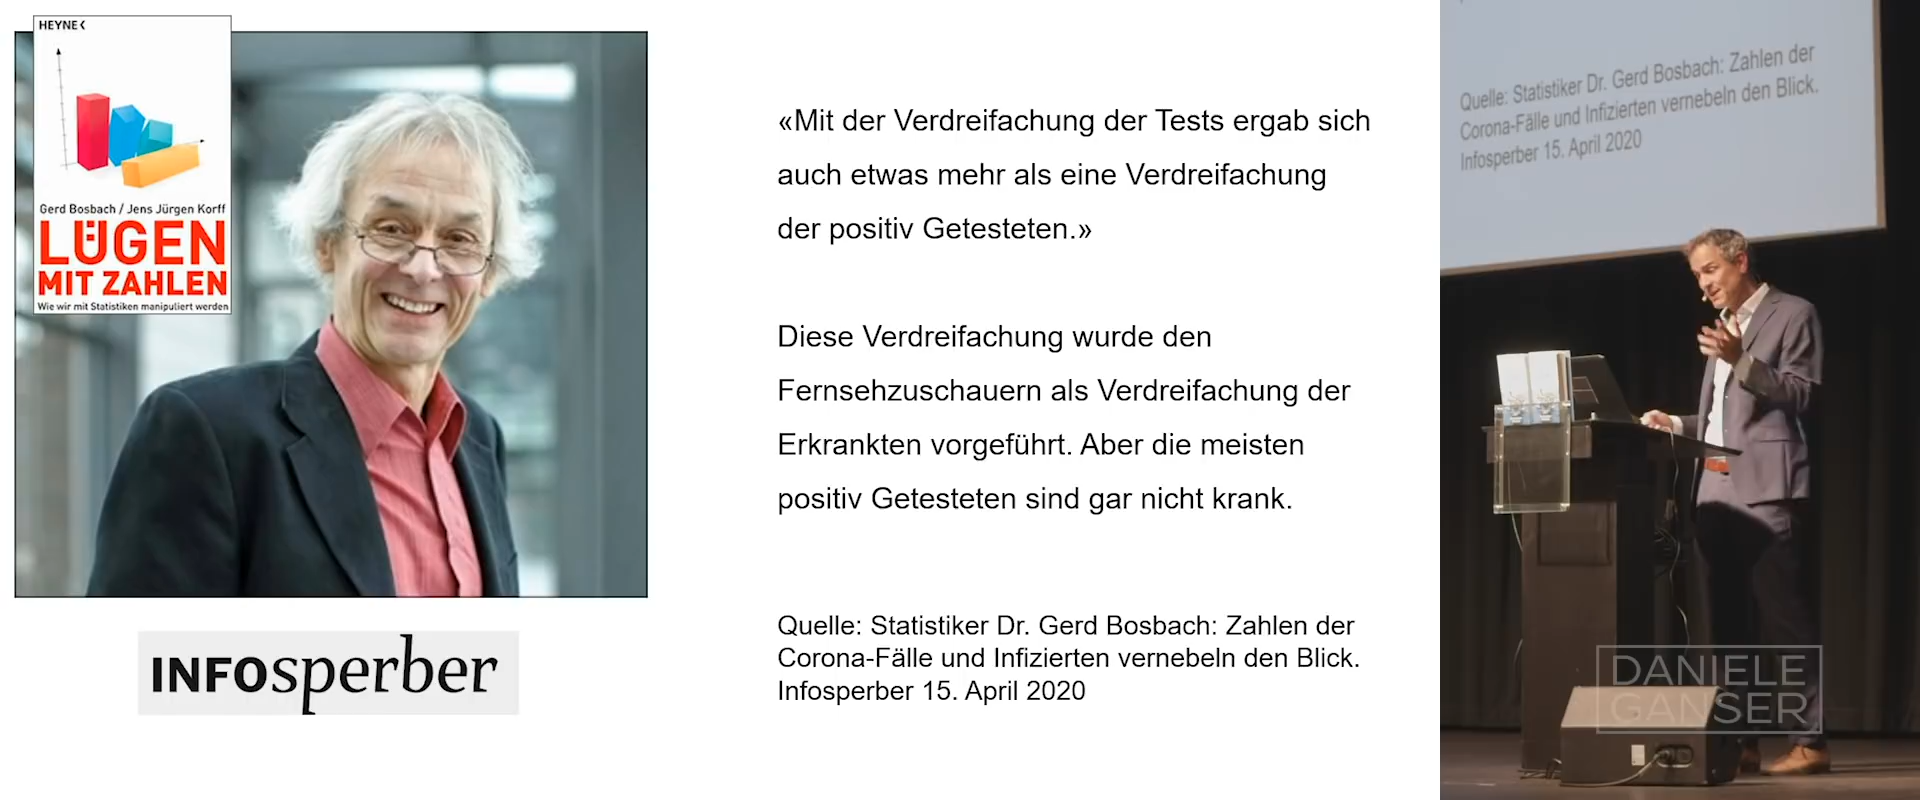 HEYNE
Gerd Bosbach / Jens Jürgen Korff
LÜGEN
MIT ZAHLEN
Wie wir mit Statistiken manipuliert werden
INFOsperber
«Mit der Verdreifachung der Tests ergab sich
auch etwas mehr als eine Verdreifachung
der positiv Getesteten.»
Diese Verdreifachung wurde den
Fernsehzuschauern als Verdreifachung der
Erkrankten vorgeführt. Aber die meisten
positiv Getesteten sind gar nicht krank.
Quelle: Statistiker Dr. Gerd Bosbach: Zahlen der
Corona-Fälle und Infizierten vernebeln den Blick.
Infosperber 15. April 2020
Quelle: Statistiker Dr. Gerd Bosbach: Zahlen der
Corona-Fälle und Infizierten vernebeln den Blick.
Infosperber 15. April 2020
DANIELE
GANSER